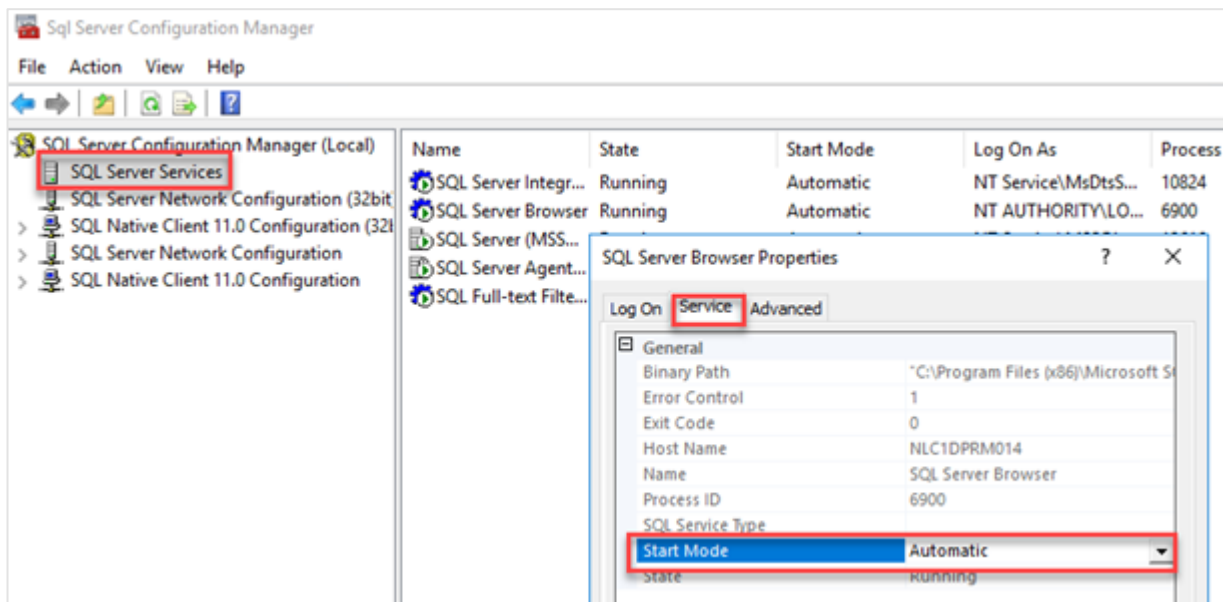 Sql Server Configuration Manager
File Action View Help
SQL Server Configuration Manager (Local)
SQL Server Services
SQL Server Network Configuration (32bit
SQL Native Client 11.0 Configuration (32b
SQL Server Network Configuration
SQL Native Client 11.0 Configuration
Name State Start Mode Log On As Process
SQL Server Integr... Running Automatic NT Service\MsDtsS... 10824
SQL Server Browser Running Automatic NT AUTHORITY\LO... 6900
SQL Server (MSS...
SQL Server Agent...
SQL Full-text Filte...
SQL Server Browser Properties ? ✕
Log On Service Advanced
General
Binary Path "C:\Program Files (x86)\Microsoft S
Error Control 1
Exit Code 0
Host Name NLC1DPRM014
Name SQL Server Browser
Process ID 6900
SQL Service Type
Start Mode Automatic
State Running